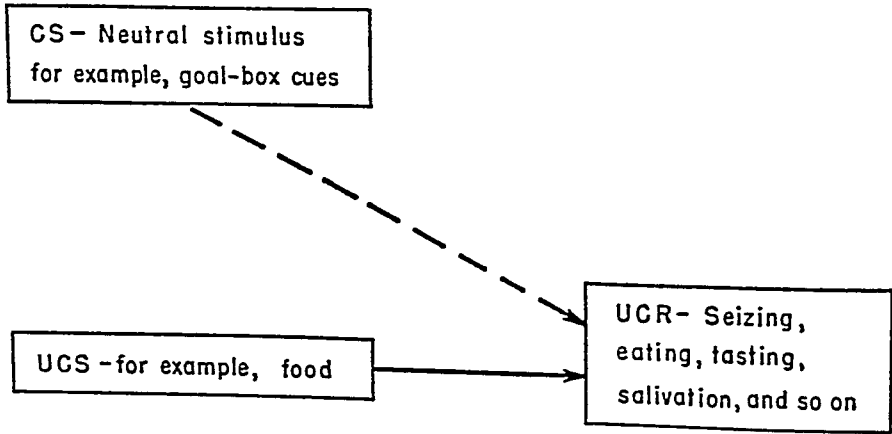 CS– Neutral stimulus
for example, goal-box cues
UCS –for example, food
UCR– Seizing,
eating, tasting,
salivation, and so on